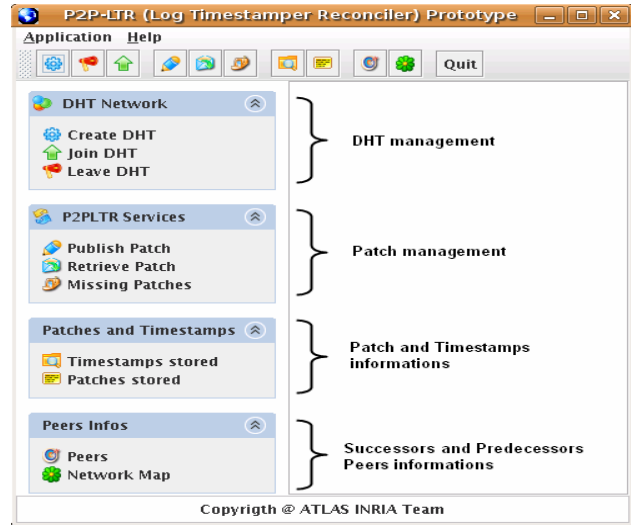 P2P-LTR (Log Timestamper Reconciler) Prototype
Application Help
Quit
DHT Network
Create DHT
Join DHT
Leave DHT
DHT management
P2PLTR Services
Publish Patch
Retrieve Patch
Missing Patches
Patch management
Patches and Timestamps
Timestamps stored
Patches stored
Patch and Timestamps
informations
Peers Infos
Peers
Network Map
Successors and Predecessors
Peers informations
Copyrigth @ ATLAS INRIA Team